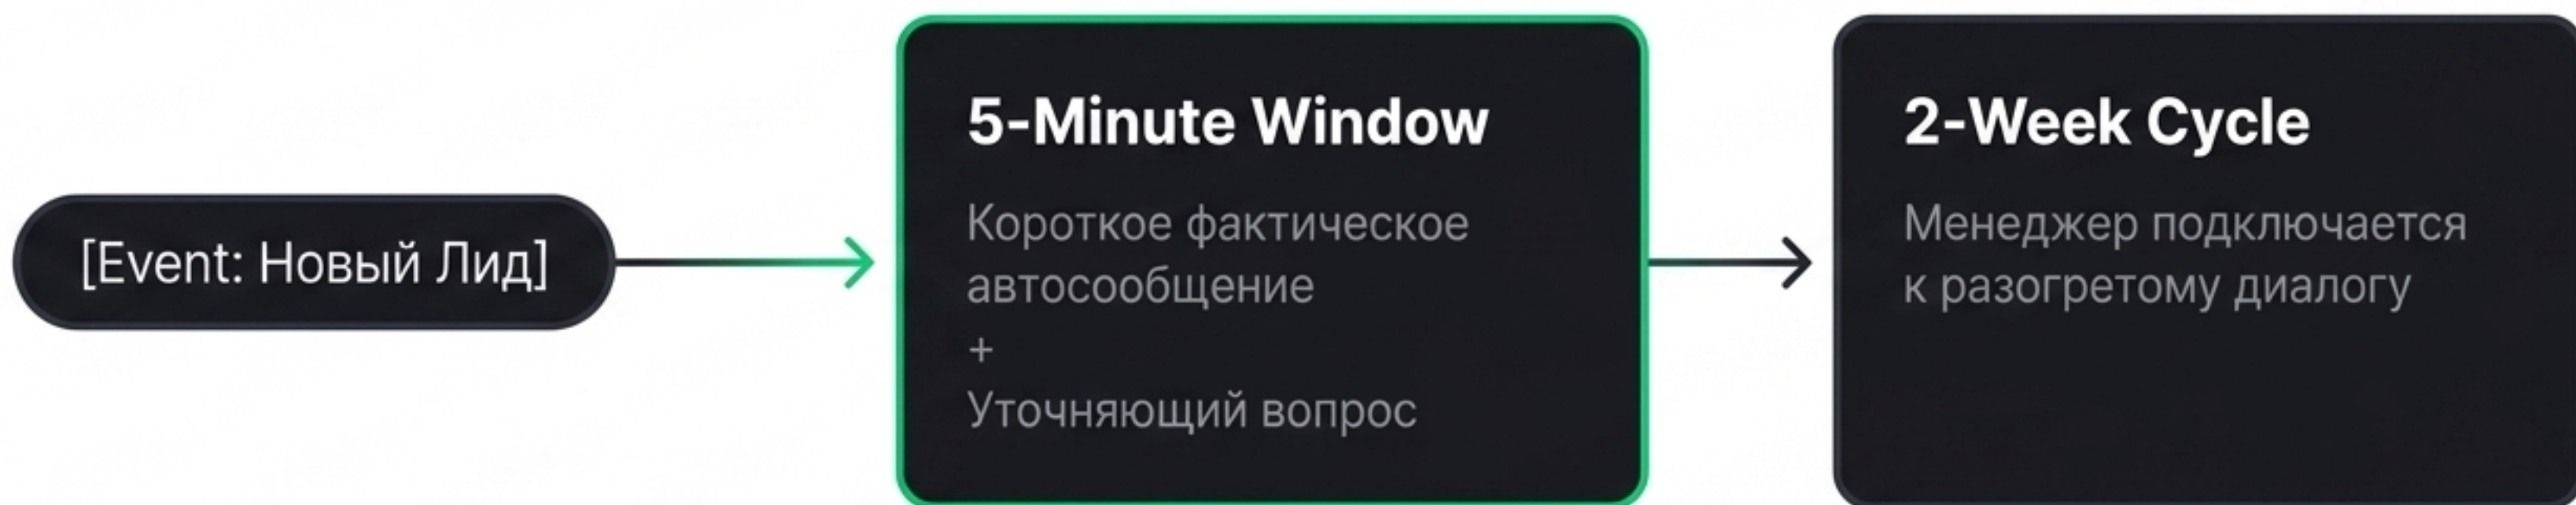 [Event: Новый Лид]
5-Minute Window
Короткое фактическое
автосообщение
+
Уточняющий вопрос
2-Week Cycle
Менеджер подключается
к разогретому диалогу